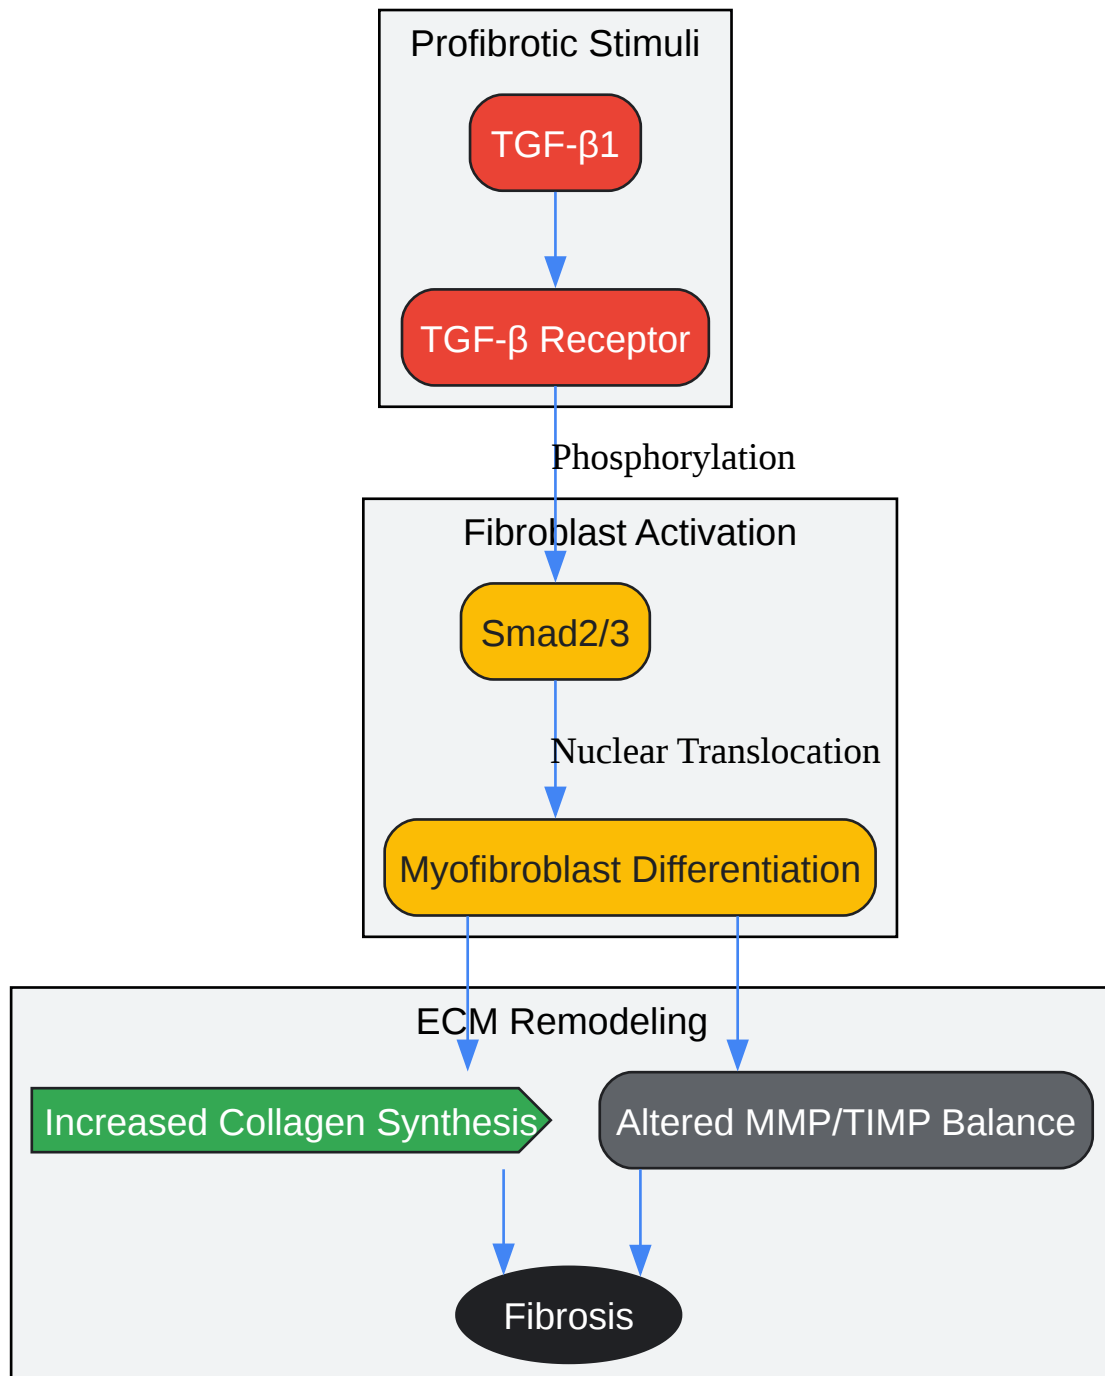 Profibrotic Stimuli
TGF-β1
TGF-β Receptor
Phosphorylation
Fibroblast Activation
Smad2/3
Nuclear Translocation
Myofibroblast Differentiation
ECM Remodeling
Increased Collagen Synthesis
Altered MMP/TIMP Balance
Fibrosis